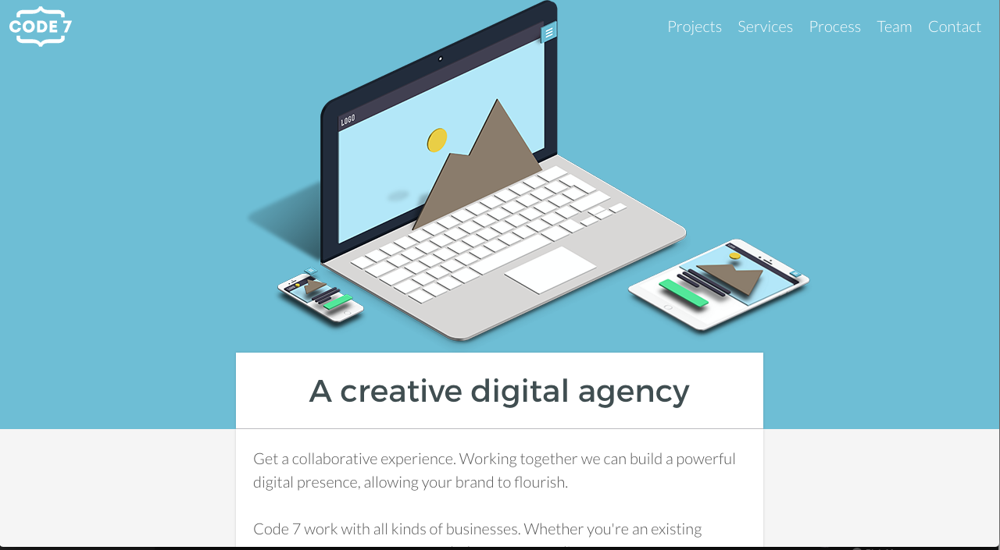 CODE 7
Projects Services Process Team Contact
LOGO
A creative digital agency
Get a collaborative experience. Working together we can build a powerful
digital presence, allowing your brand to flourish.
Code 7 work with all kinds of businesses. Whether you're an existing